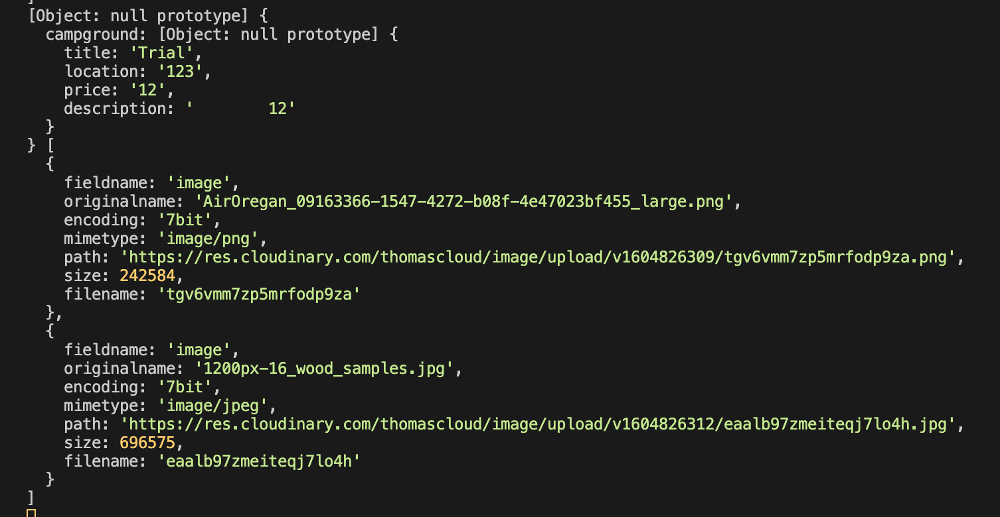 ]
[Object: null prototype] {
  campground: [Object: null prototype] {
    title: 'Trial',
    location: '123',
    price: '12',
    description: '        12'
  }
} [
  {
    fieldname: 'image',
    originalname: 'AirOregan_09163366-1547-4272-b08f-4e47023bf455_large.png',
    encoding: '7bit',
    mimetype: 'image/png',
    path: 'https://res.cloudinary.com/thomascloud/image/upload/v1604826309/tgv6vmm7zp5mrfodp9za.png',
    size: 242584,
    filename: 'tgv6vmm7zp5mrfodp9za'
  },
  {
    fieldname: 'image',
    originalname: '1200px-16_wood_samples.jpg',
    encoding: '7bit',
    mimetype: 'image/jpeg',
    path: 'https://res.cloudinary.com/thomascloud/image/upload/v1604826312/eaalb97zmeiteqj7lo4h.jpg',
    size: 696575,
    filename: 'eaalb97zmeiteqj7lo4h'
  }
]